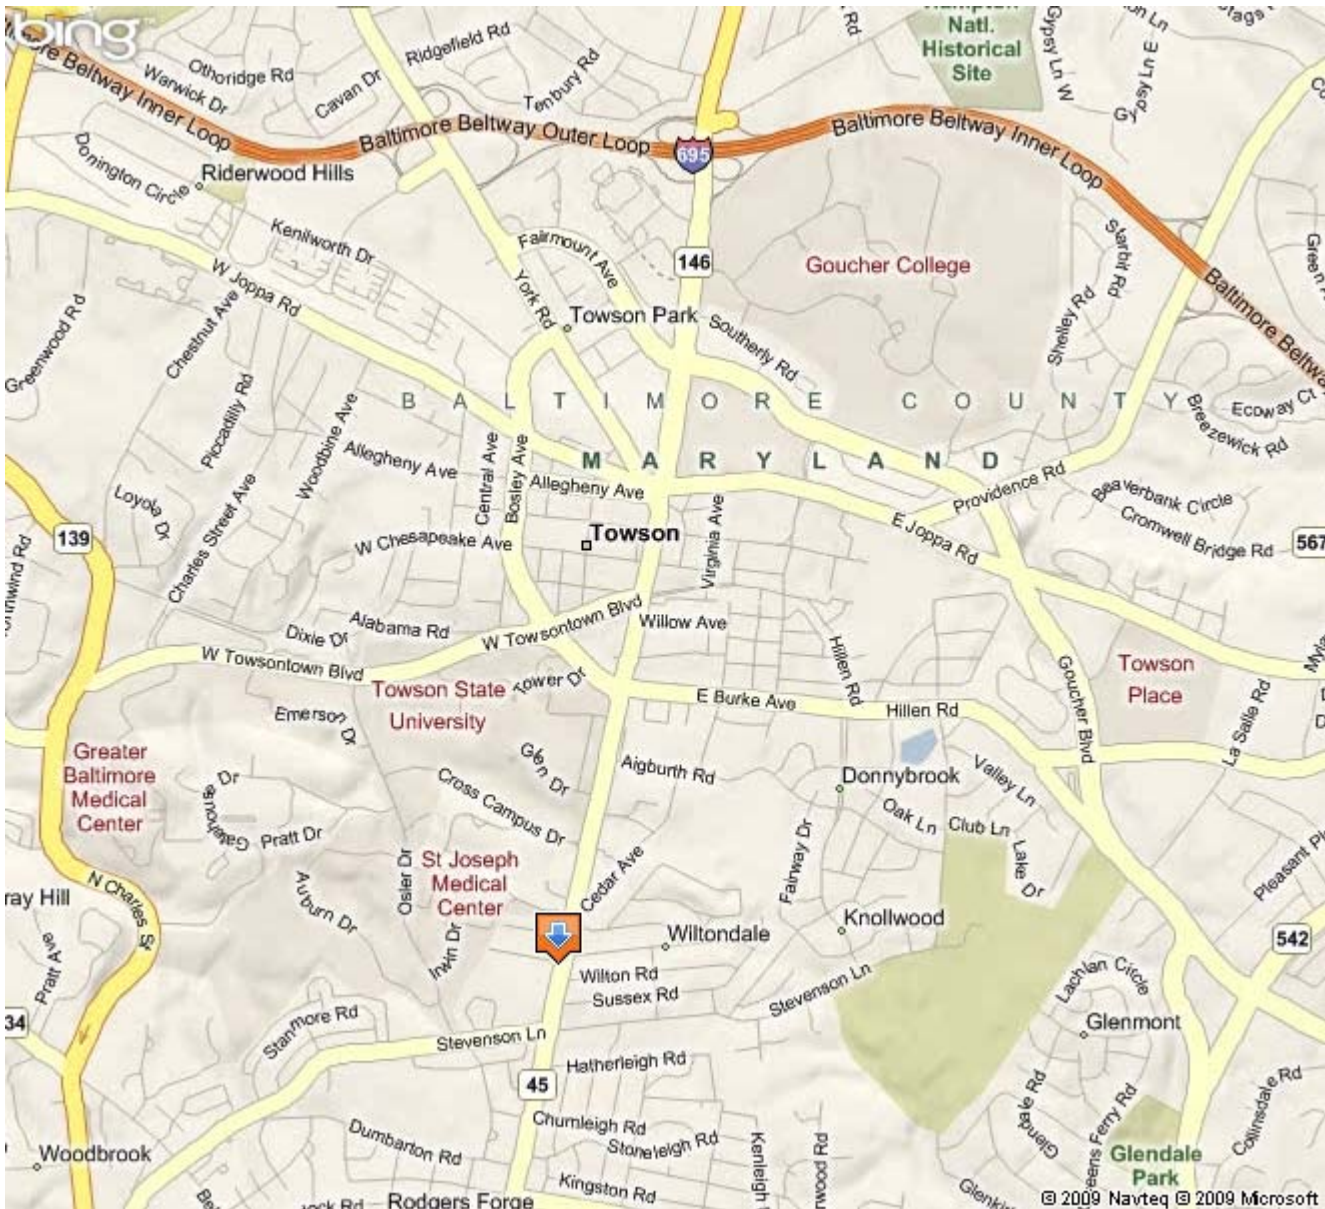 bing
Ridgefield Rd
Othoridge Rd
Warwick Dr
Cavan Dr
Tenbury Rd
Natl.
Historical
Site
Gypsy Ln W
Gypsy Ln E
Beltway Inner Loop
Baltimore Beltway Outer Loop
695
Baltimore Beltway Inner Loop
Donington Circle
Riderwood Hills
Kenilworth Dr
Fairmount Ave
146
Goucher College
Starbit Rd
Baltimore
W Joppa Rd
York Rd
Towson Park
Southerly Rd
Shelley Rd
Greenwood Rd
Chestnut Ave
Piccadilly Rd
Woodbine Ave
BALTIMORE COUNTY
Ecoway Ct
Breezewick Rd
MARYLAND
Allegheny Ave
Central Ave
Bosley Ave
Allegheny Ave
Providence Rd
Beaverbank Circle
Loyola Dr
Charles Street Ave
Virginia Ave
E Joppa Rd
Cromwell Bridge Rd
567
139
W Chesapeake Ave
Towson
Dixie Dr
Alabama Rd
W Towsontown Blvd
Willow Ave
Hillen Rd
W Towsontown Blvd
Towson
Place
Goucher Blvd
Towson State
University
Tower Dr
E Burke Ave
Hillen Rd
La Salle Rd
Emerson Dr
Greater
Baltimore
Medical
Center
Glen Dr
Aigburth Rd
Donnybrook
Valley Ln
Gatehouse Dr
Pratt Dr
Cross Campus Dr
Oak Ln
Club Ln
Lake Dr
Fairway Dr
Osler Dr
St Joseph
Medical
Center
Cedar Ave
Auburn Dr
N Charles St
Pratt Ave
Irwin Dr
Wiltondale
Knollwood
542
Wilton Rd
Sussex Rd
Stevenson Ln
Lachlan Circle
Stanmore Rd
Stevenson Ln
Glenmont
34
45
Hatherleigh Rd
Glendale Rd
Collinsdale Rd
Chumleigh Rd
Dumbarton Rd
Stoneleigh Rd
Woodbrook
Glendale
Park
Kingston Rd
Rodgers Forge
© 2009 Navteq © 2009 Microsoft